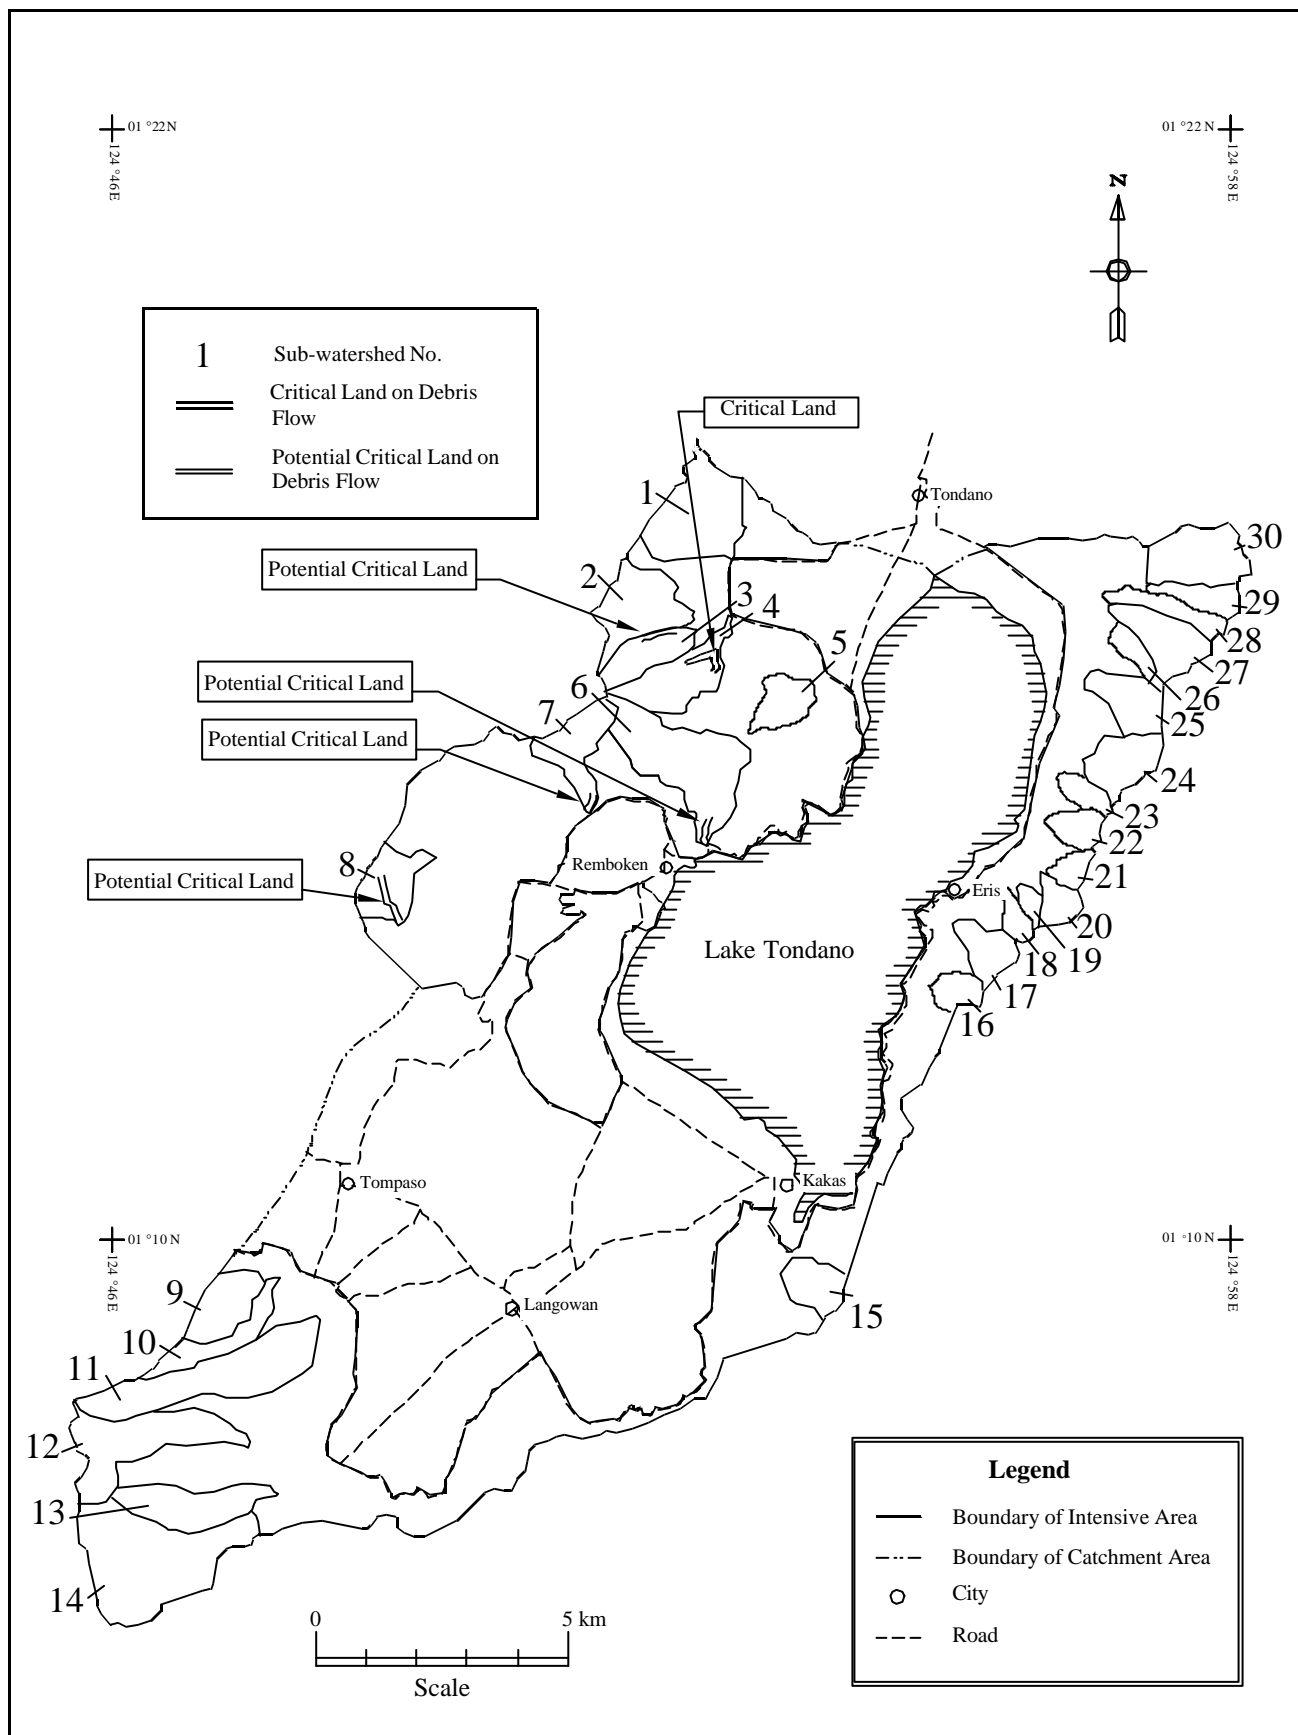 01 °22 N
124 °46 E
01 °22 N
124 °58 E
N
1 Sub-watershed No.
Critical Land on Debris
Flow
Potential Critical Land on
Debris Flow
Critical Land
Tondano
1
30
Potential Critical Land
2
3
4
29
28
27
5
26
Potential Critical Land
6
7
25
Potential Critical Land
24
23
22
8
Remboken
21
Potential Critical Land
Eris
20
19
18
Lake Tondano
17
16
Tompaso
Kakas
01 °10 N
124 °46 E
01 °10 N
124 °58 E
9
Langowan
15
10
11
12
13
14
Legend
Boundary of Intensive Area
Boundary of Catchment Area
City
Road
0 5 km
Scale